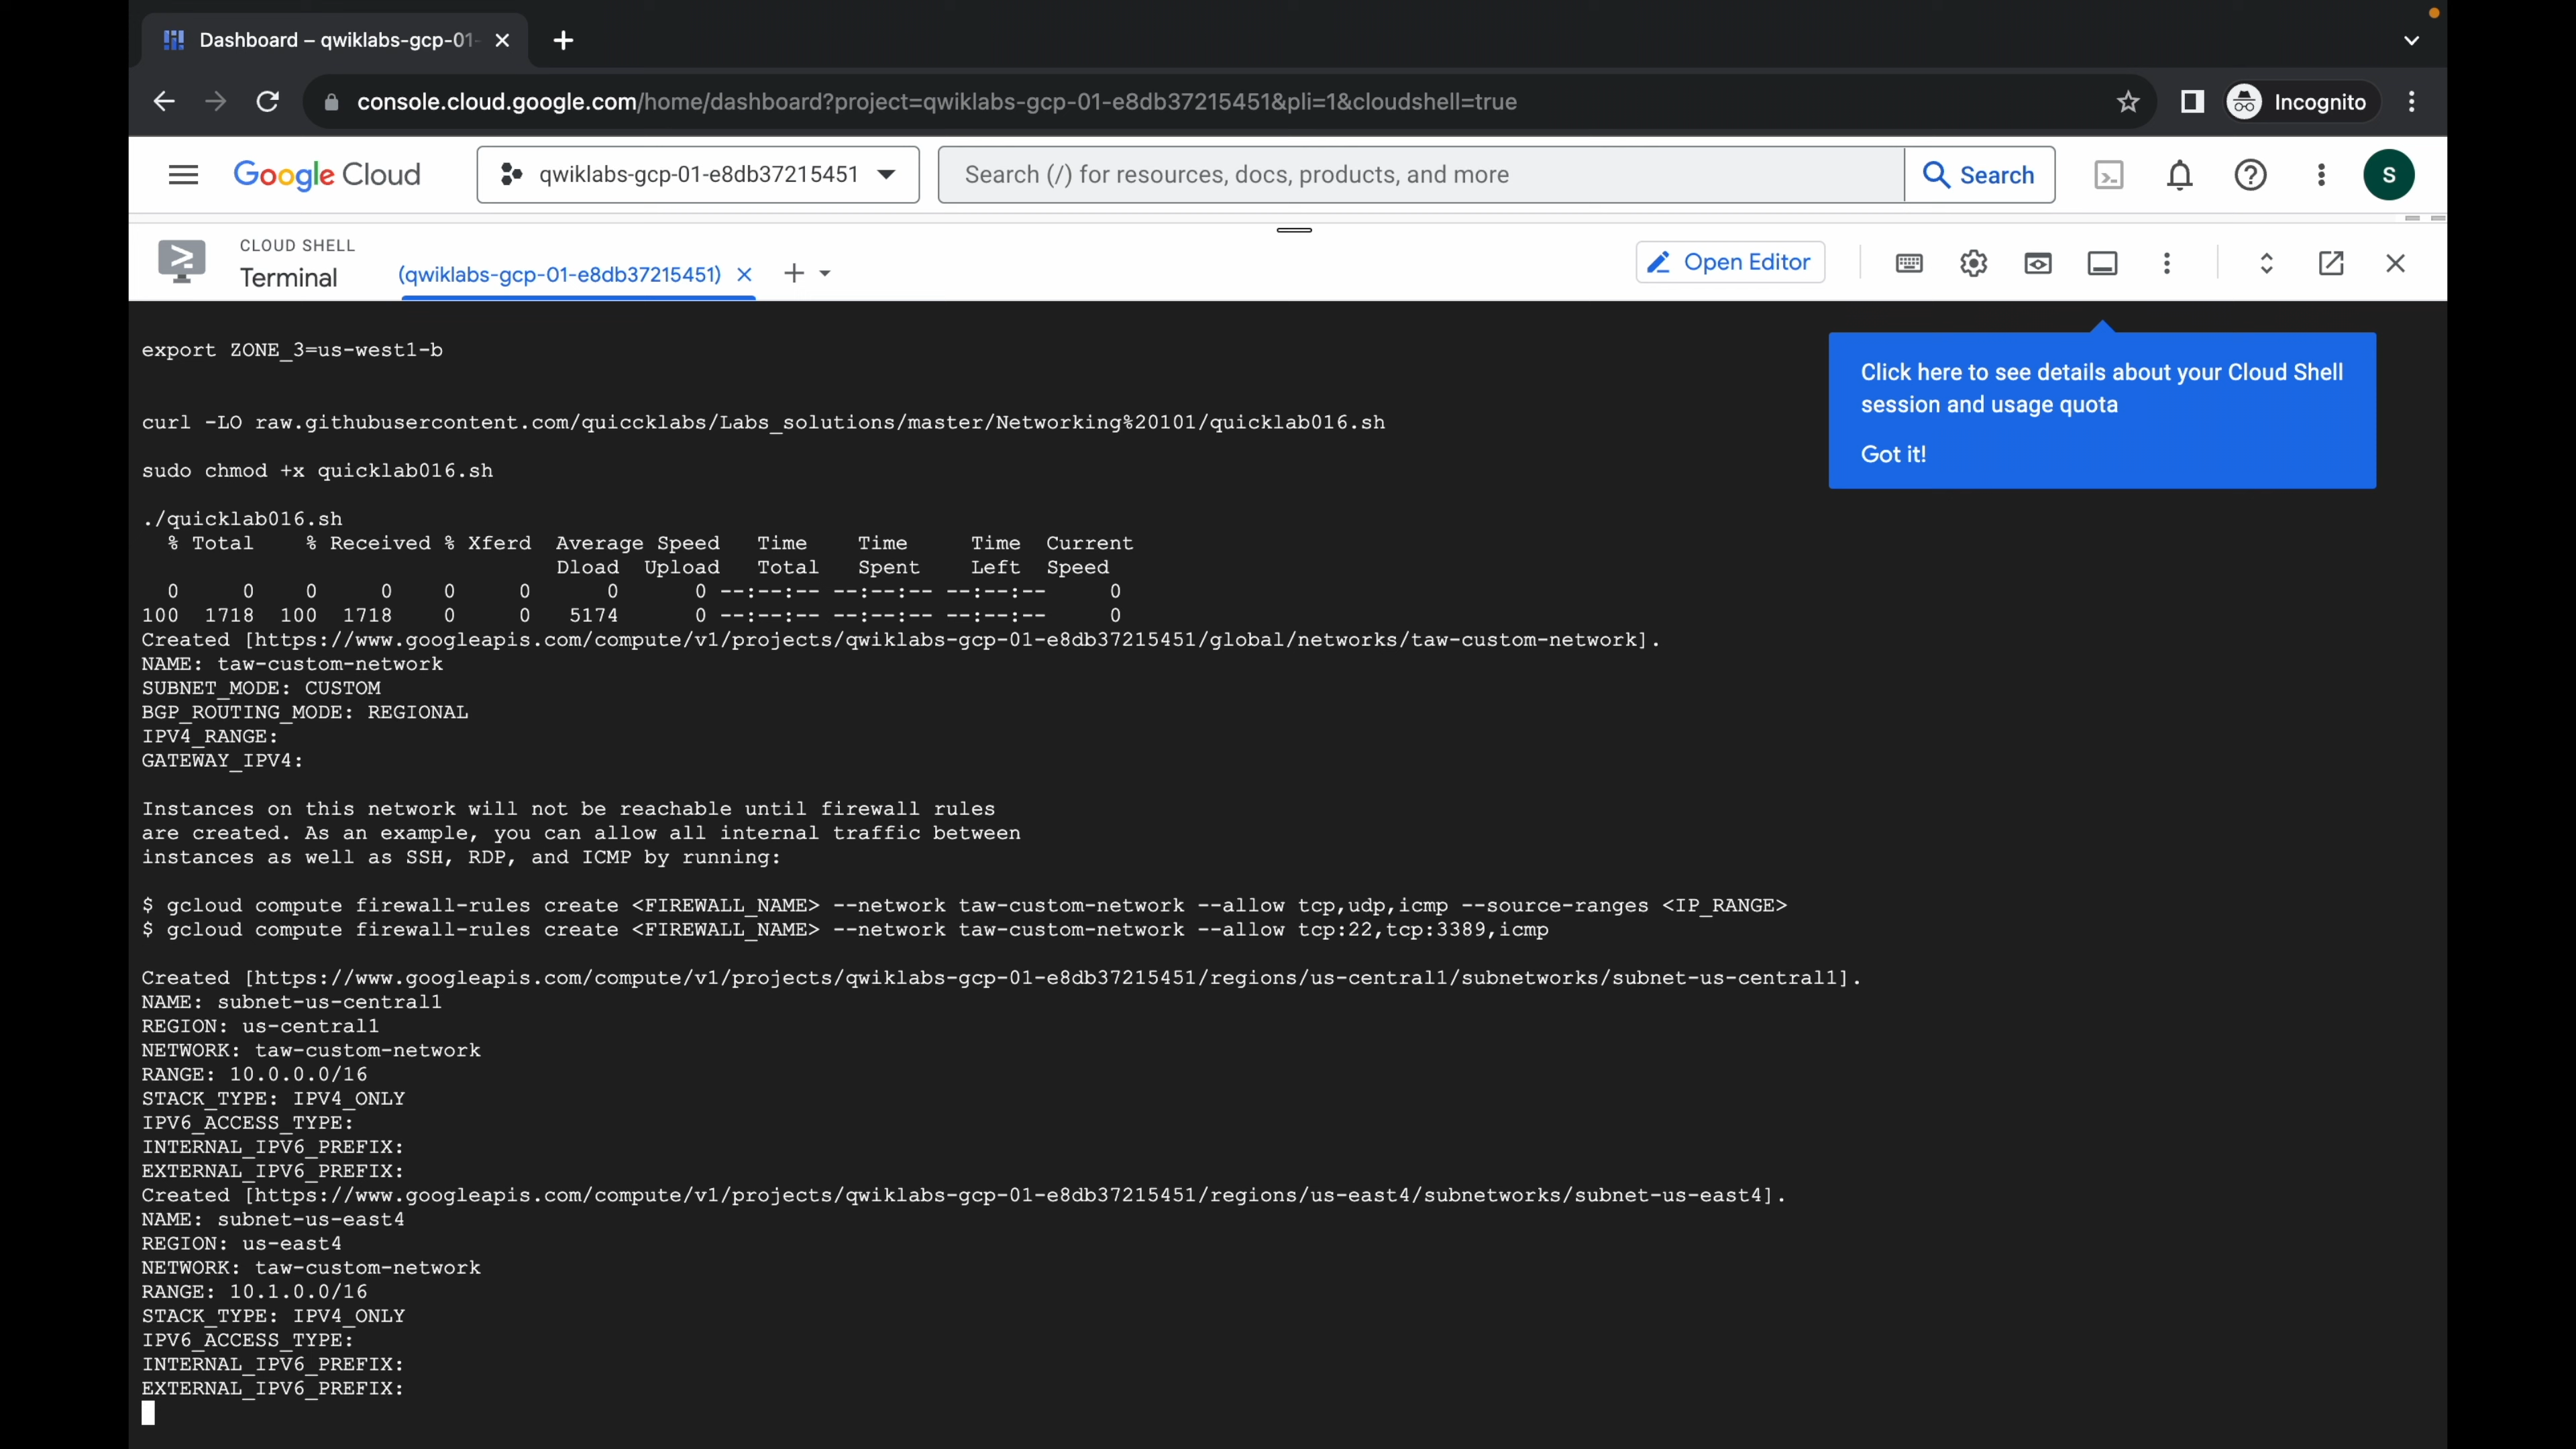 Dashboard – qwiklabs-gcp-01-
console.cloud.google.com/home/dashboard?project=qwiklabs-gcp-01-e8db37215451&pli=1&cloudshell=true
Incognito
Google Cloud
qwiklabs-gcp-01-e8db37215451
Search (/) for resources, docs, products, and more
Search
S
CLOUD SHELL
Terminal
(qwiklabs-gcp-01-e8db37215451)
Open Editor
Click here to see details about your Cloud Shell
session and usage quota
Got it!
export ZONE_3=us-west1-b
curl -LO raw.githubusercontent.com/quiccklabs/Labs_solutions/master/Networking%20101/quicklab016.sh
sudo chmod +x quicklab016.sh
./quicklab016.sh
% Total % Received % Xferd Average Speed Time Time Time Current
Dload Upload Total Spent Left Speed
0 0 0 0 0 0 0 0 --:--:-- --:--:-- --:--:-- 0
100 1718 100 1718 0 0 5174 0 --:--:-- --:--:-- --:--:-- 0
Created [https://www.googleapis.com/compute/v1/projects/qwiklabs-gcp-01-e8db37215451/global/networks/taw-custom-network].
NAME: taw-custom-network
SUBNET_MODE: CUSTOM
BGP_ROUTING_MODE: REGIONAL
IPV4_RANGE:
GATEWAY_IPV4:
Instances on this network will not be reachable until firewall rules
are created. As an example, you can allow all internal traffic between
instances as well as SSH, RDP, and ICMP by running:
$ gcloud compute firewall-rules create <FIREWALL_NAME> --network taw-custom-network --allow tcp,udp,icmp --source-ranges <IP_RANGE>
$ gcloud compute firewall-rules create <FIREWALL_NAME> --network taw-custom-network --allow tcp:22,tcp:3389,icmp
Created [https://www.googleapis.com/compute/v1/projects/qwiklabs-gcp-01-e8db37215451/regions/us-central1/subnetworks/subnet-us-central1].
NAME: subnet-us-central1
REGION: us-central1
NETWORK: taw-custom-network
RANGE: 10.0.0.0/16
STACK_TYPE: IPV4_ONLY
IPV6_ACCESS_TYPE:
INTERNAL_IPV6_PREFIX:
EXTERNAL_IPV6_PREFIX:
Created [https://www.googleapis.com/compute/v1/projects/qwiklabs-gcp-01-e8db37215451/regions/us-east4/subnetworks/subnet-us-east4].
NAME: subnet-us-east4
REGION: us-east4
NETWORK: taw-custom-network
RANGE: 10.1.0.0/16
STACK_TYPE: IPV4_ONLY
IPV6_ACCESS_TYPE:
INTERNAL_IPV6_PREFIX:
EXTERNAL_IPV6_PREFIX: